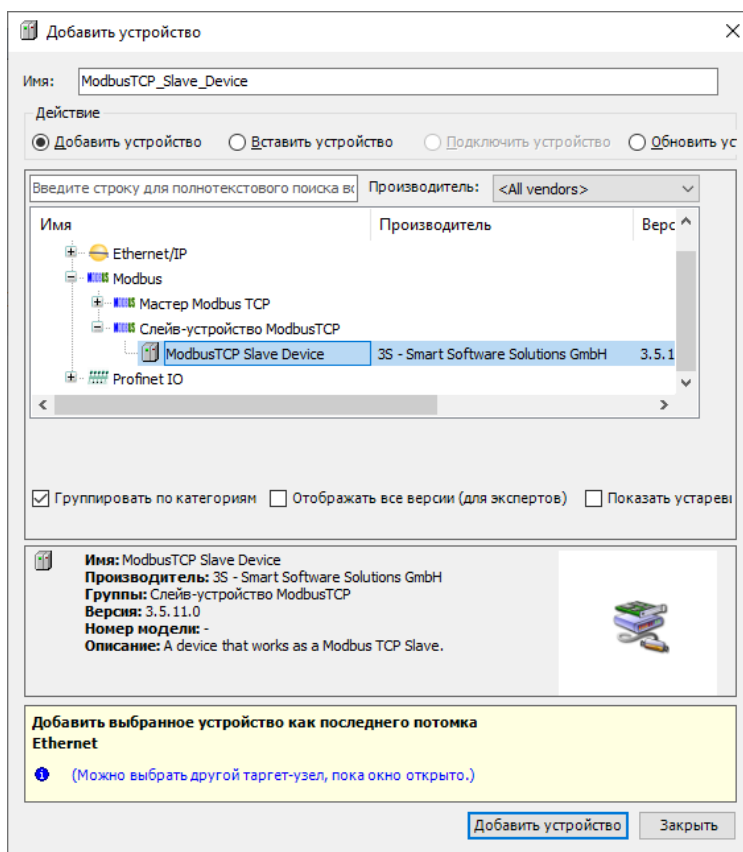 Добавить устройство
Имя: ModbusTCP_Slave_Device
Действие
Добавить устройство Вставить устройство Подключить устройство Обновить ус
Введите строку для полнотекстового поиска во Производитель: <All vendors>
Имя Производитель Верс
Ethernet/IP
Modbus
Мастер Modbus TCP
Слейв-устройство ModbusTCP
ModbusTCP Slave Device 3S - Smart Software Solutions GmbH 3.5.1
Profinet IO
Группировать по категориям Отображать все версии (для экспертов) Показать устаревш
Имя: ModbusTCP Slave Device
Производитель: 3S - Smart Software Solutions GmbH
Группы: Слейв-устройство ModbusTCP
Версия: 3.5.11.0
Номер модели: -
Описание: A device that works as a Modbus TCP Slave.
Добавить выбранное устройство как последнего потомка
Ethernet
(Можно выбрать другой таргет-узел, пока окно открыто.)
Добавить устройство Закрыть